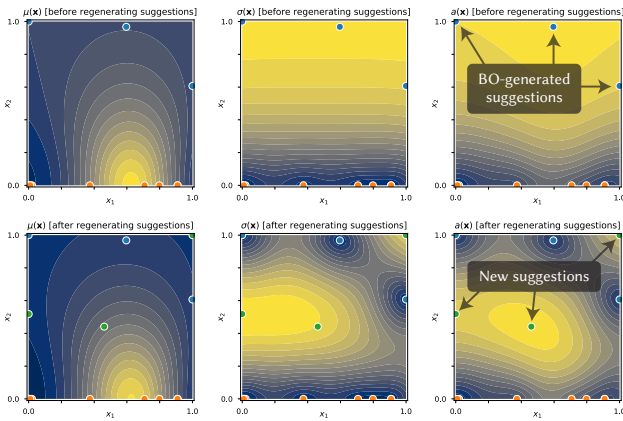 μ(x) [before regenerating suggestions]
σ(x) [before regenerating suggestions]
a(x) [before regenerating suggestions]
1.0
x₂
0.0
0.0
x₁
1.0
1.0
x₂
0.0
0.0
x₁
1.0
1.0
x₂
0.0
0.0
x₁
1.0
BO-generated
suggestions
μ(x) [after regenerating suggestions]
σ(x) [after regenerating suggestions]
a(x) [after regenerating suggestions]
1.0
x₂
0.0
0.0
x₁
1.0
1.0
x₂
0.0
0.0
x₁
1.0
1.0
x₂
0.0
0.0
x₁
1.0
New suggestions